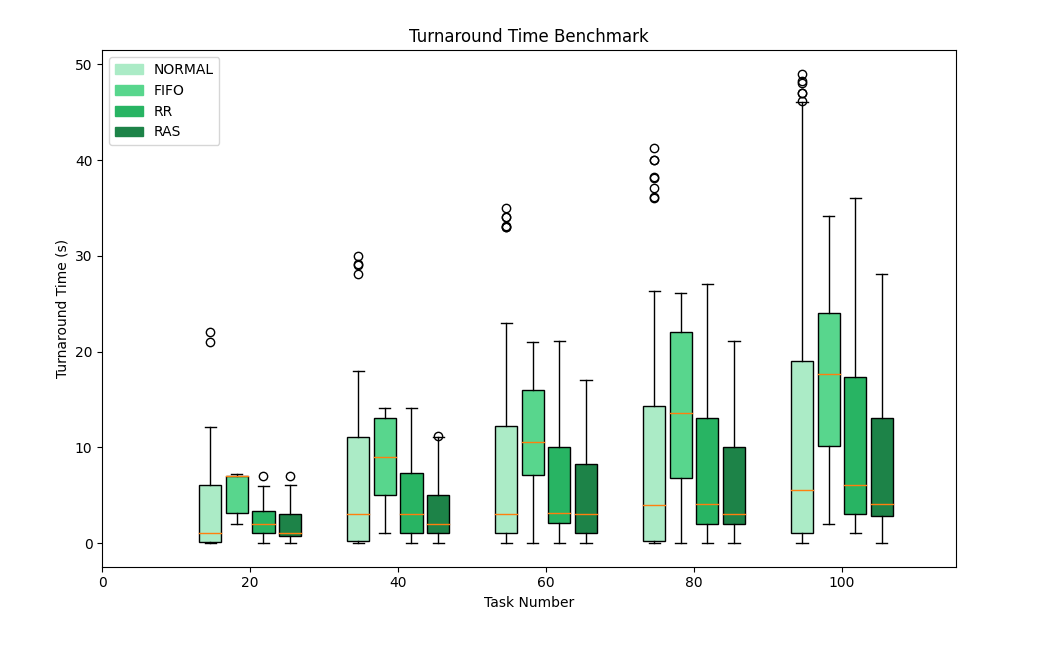 Turnaround Time Benchmark
NORMAL
FIFO
RR
RAS
Turnaround Time (s)
50
40
30
20
10
0
0 20 40 60 80 100
Task Number